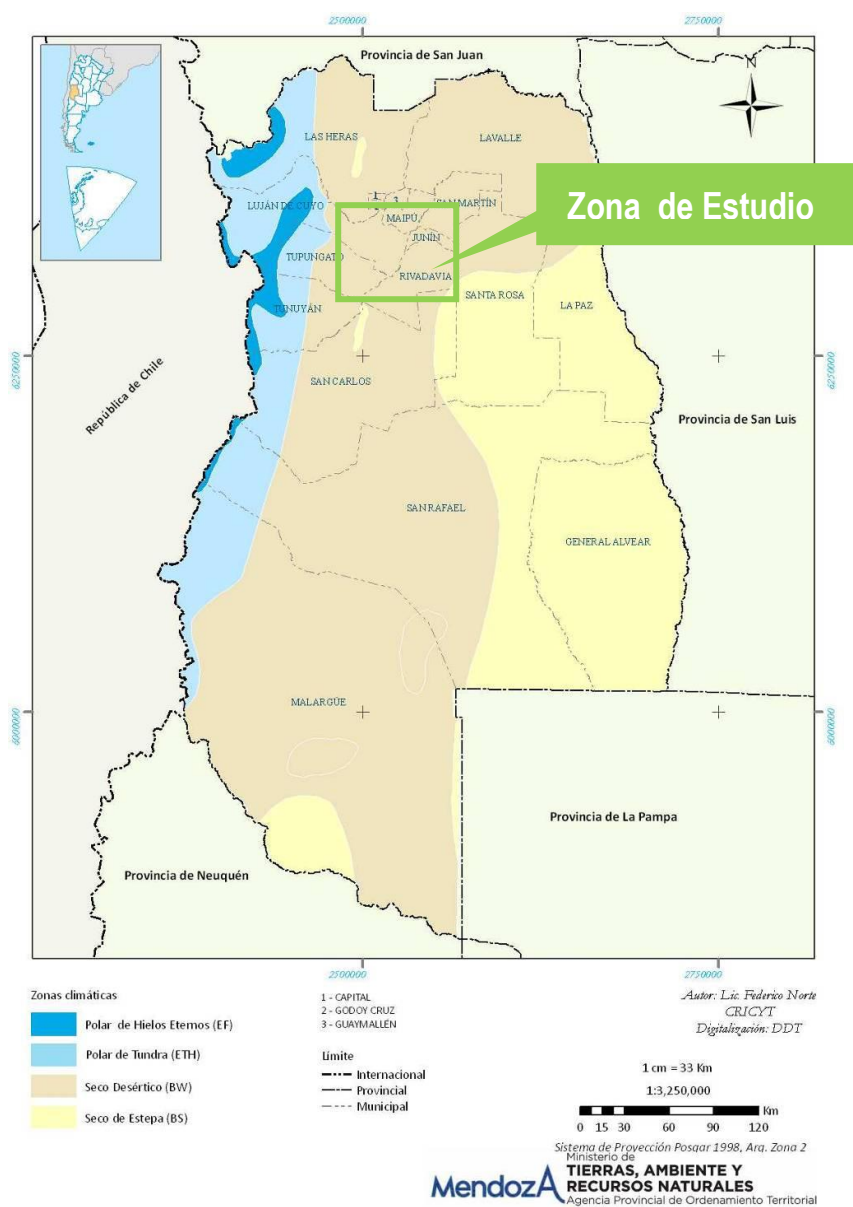 2500000
2750000
Provincia de San Juan
N
LAS HERAS
LAVALLE
Zona de Estudio
LUJÁN DE CUYO
1
3
SAN MARTÍN
MAIPÚ
JUNÍN
TUPUNGATO
RIVADAVIA
SANTA ROSA
LA PAZ
TUNUYÁN
6250000
6250000
República de Chile
SAN CARLOS
Provincia de San Luis
SAN RAFAEL
GENERAL ALVEAR
MALARGÜE
6000000
6000000
Provincia de La Pampa
Provincia de Neuquén
2500000
2750000
Zonas climáticas
Polar de Hielos Eternos (EF)
Polar de Tundra (ETH)
Seco Desértico (BW)
Seco de Estepa (BS)
1 - CAPITAL
2 - GODOY CRUZ
3 - GUAYMALLÉN
Límite
Internacional
Provincial
Municipal
Autor: Lic. Federico Norte
CRICYT
Digitalización: DDT
1 cm = 33 Km
1:3,250,000
Km
0 15 30 60 90 120
Sistema de Proyección Posgar 1998, Arg. Zona 2
MendozA
Ministerio de
TIERRAS, AMBIENTE Y
RECURSOS NATURALES
Agencia Provincial de Ordenamiento Territorial